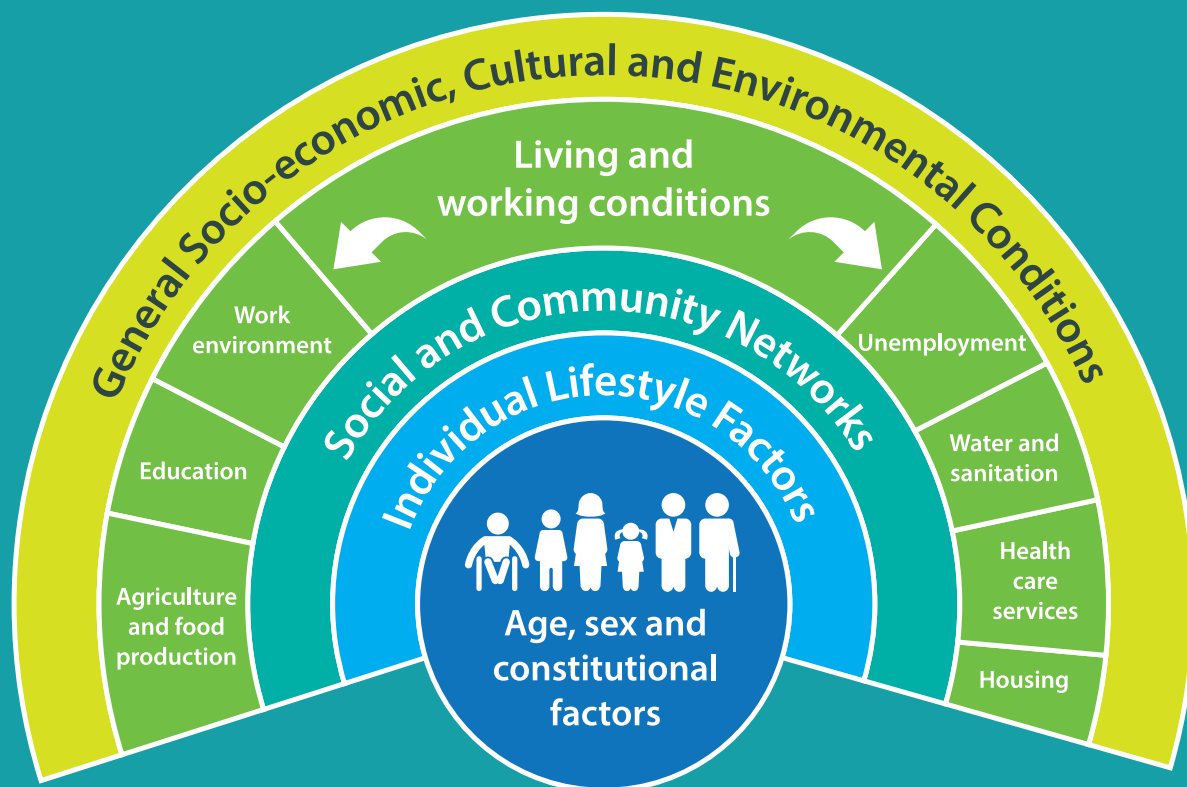 General Socio-economic, Cultural and Environmental Conditions
Living and
working conditions
Work
environment
Education
Agriculture
and food
production
Unemployment
Water and
sanitation
Health
care
services
Housing
Social and Community Networks
Individual Lifestyle Factors
Age, sex and
constitutional
factors